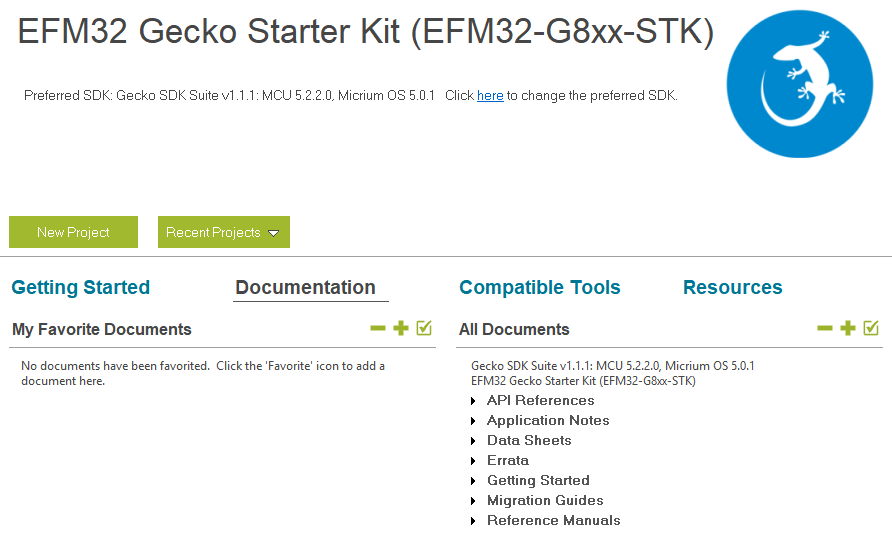 EFM32 Gecko Starter Kit (EFM32-G8xx-STK)
Preferred SDK: Gecko SDK Suite v1.1.1: MCU 5.2.2.0, Micrium OS 5.0.1 Click here to change the preferred SDK.
New Project
Recent Projects
Getting Started
Documentation
Compatible Tools
Resources
My Favorite Documents
No documents have been favorited. Click the 'Favorite' icon to add a
document here.
All Documents
Gecko SDK Suite v1.1.1: MCU 5.2.2.0, Micrium OS 5.0.1
EFM32 Gecko Starter Kit (EFM32-G8xx-STK)
API References
Application Notes
Data Sheets
Errata
Getting Started
Migration Guides
Reference Manuals